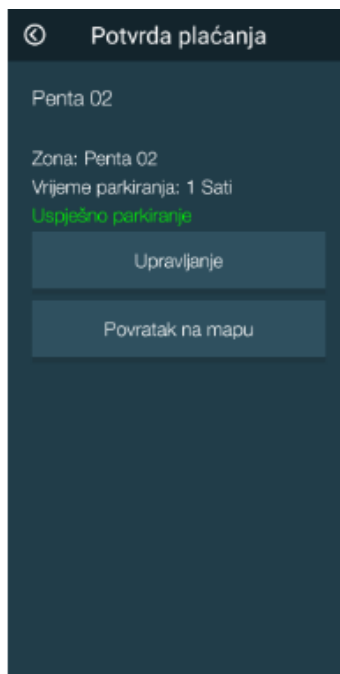 Potvrda plaćanja
Penta 02
Zona: Penta 02
Vrijeme parkiranja: 1 Sati
Uspješno parkiranje
Upravljanje
Povratak na mapu